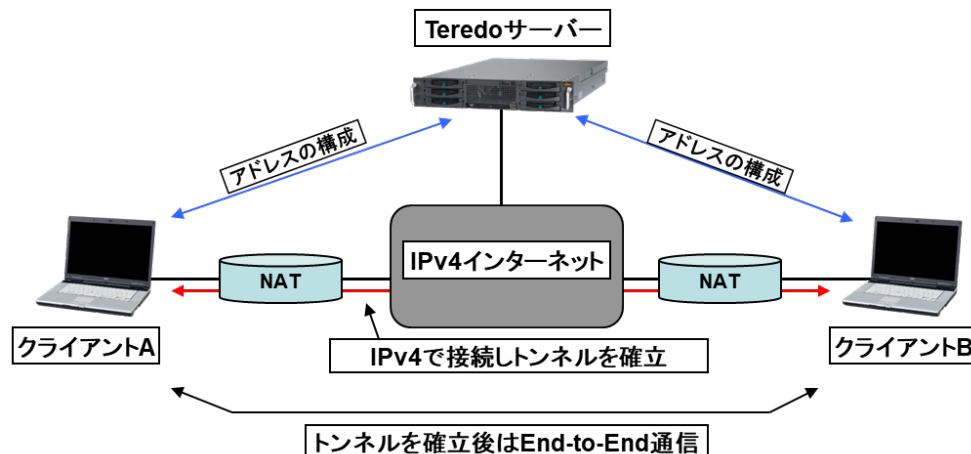 Teredoサーバー
アドレスの構成
アドレスの構成
IPv4インターネット
NAT
NAT
クライアントA
クライアントB
IPv4で接続しトンネルを確立
トンネルを確立後はEnd-to-End通信